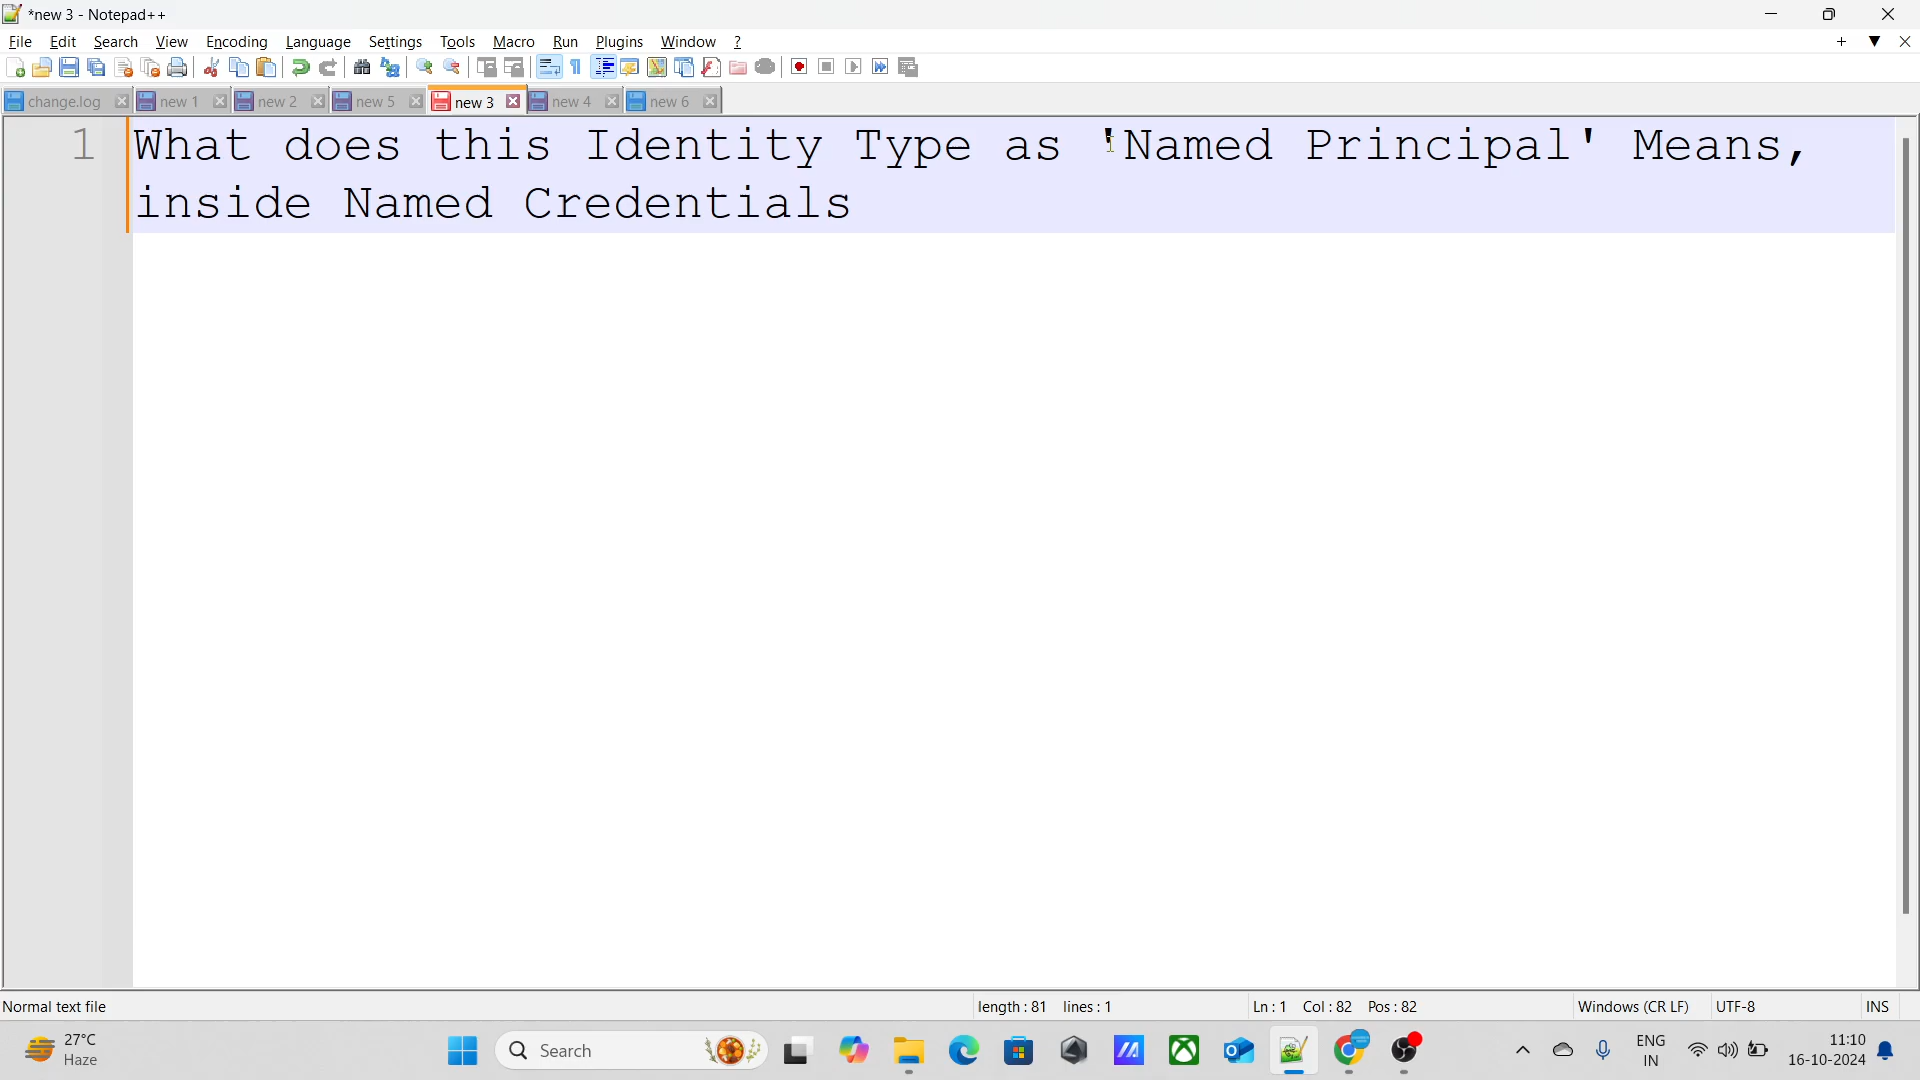 *new 3 - Notepad++
File Edit Search View Encoding Language Settings Tools Macro Run Plugins Window ?
change.log new 1 new 2 new 5 new 3 new 4 new 6
1 What does this Identity Type as 'Named Principal' Means,
inside Named Credentials
Normal text file length : 81 lines : 1 Ln : 1 Col : 82 Pos : 82 Windows (CR LF) UTF-8 INS
27°C
Haze
Search
ENG
IN
11:10
16-10-2024